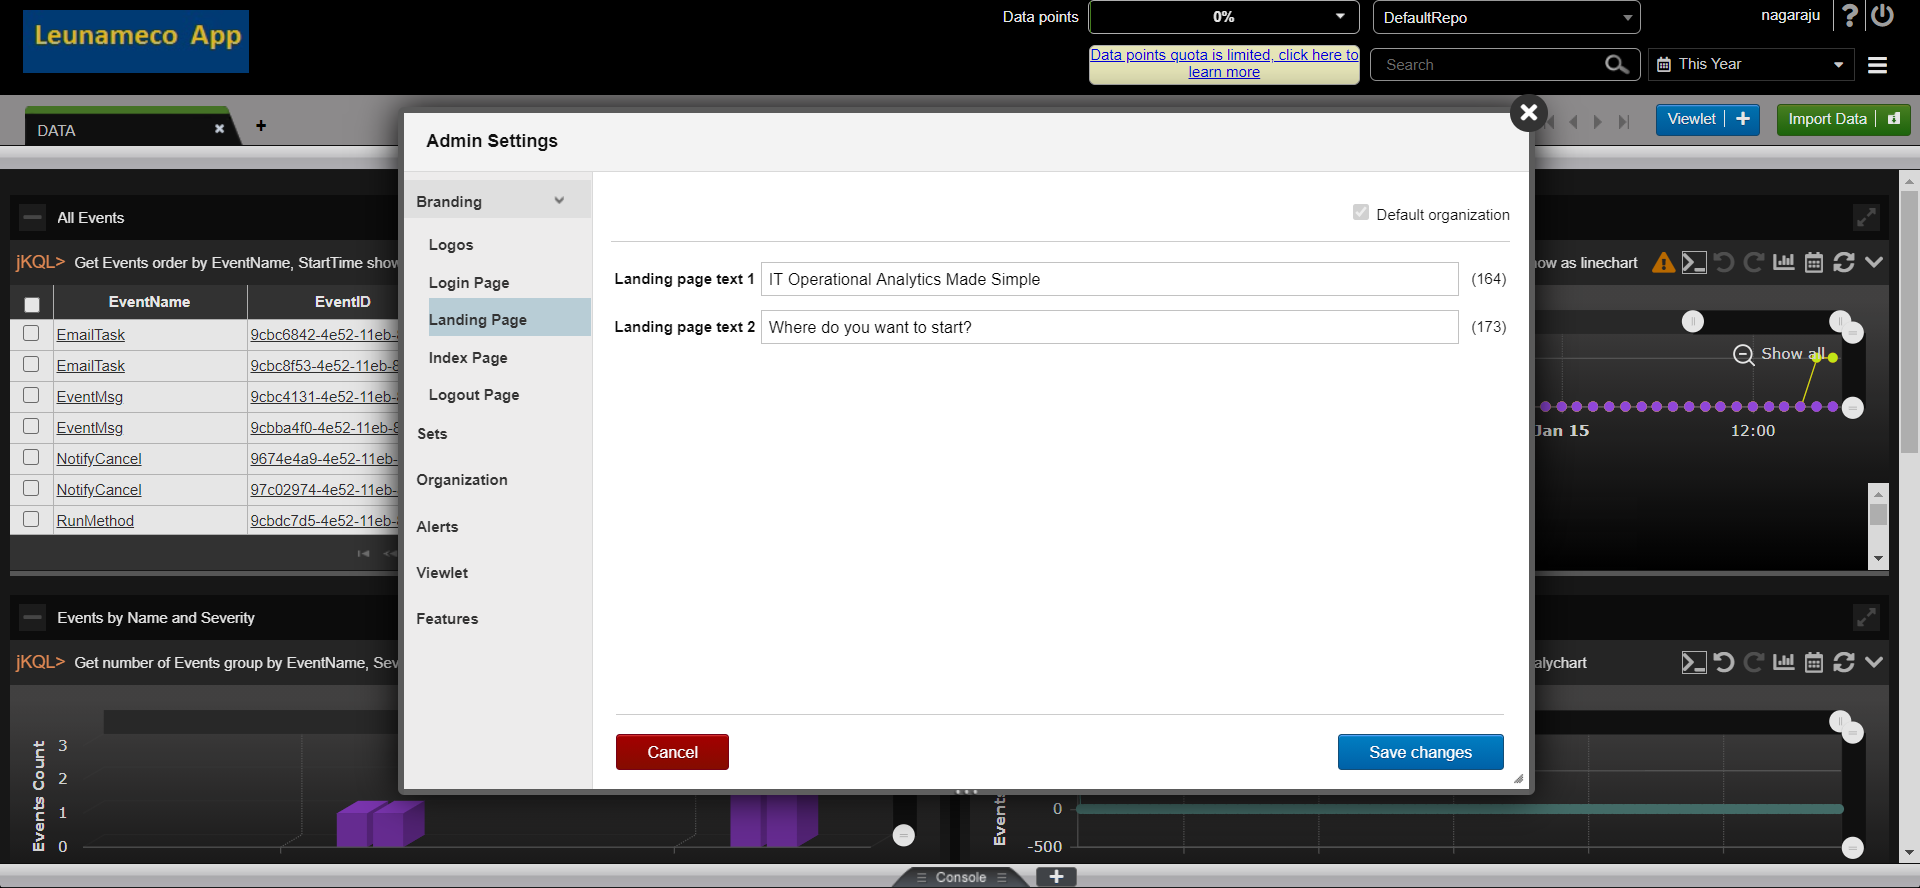 Leunameco App
Data points
0%
DefaultRepo
nagaraju
?
Data points quota is limited, click here to
learn more
Search
This Year
DATA
+
Viewlet
Import Data
Admin Settings
Branding
Logos
Login Page
Landing Page
Index Page
Logout Page
Sets
Organization
Alerts
Viewlet
Features
Default organization
Landing page text 1
IT Operational Analytics Made Simple
(164)
Landing page text 2
Where do you want to start?
(173)
Cancel
Save changes
All Events
jKQL> Get Events order by EventName, StartTime show
EventName
EventID
EmailTask
9cbc6842-4e52-11eb-
EmailTask
9cbc8f53-4e52-11eb-8
EventMsg
9cbc4131-4e52-11eb-
EventMsg
9cbba4f0-4e52-11eb-8
NotifyCancel
9674e4a9-4e52-11eb-
NotifyCancel
97c02974-4e52-11eb-
RunMethod
9cbdc7d5-4e52-11eb-
how as linechart
Show all
Jan 15
12:00
Events by Name and Severity
jKQL> Get number of Events group by EventName, Sev
Events Count
3
2
1
0
alychart
Events
0
-500
Console